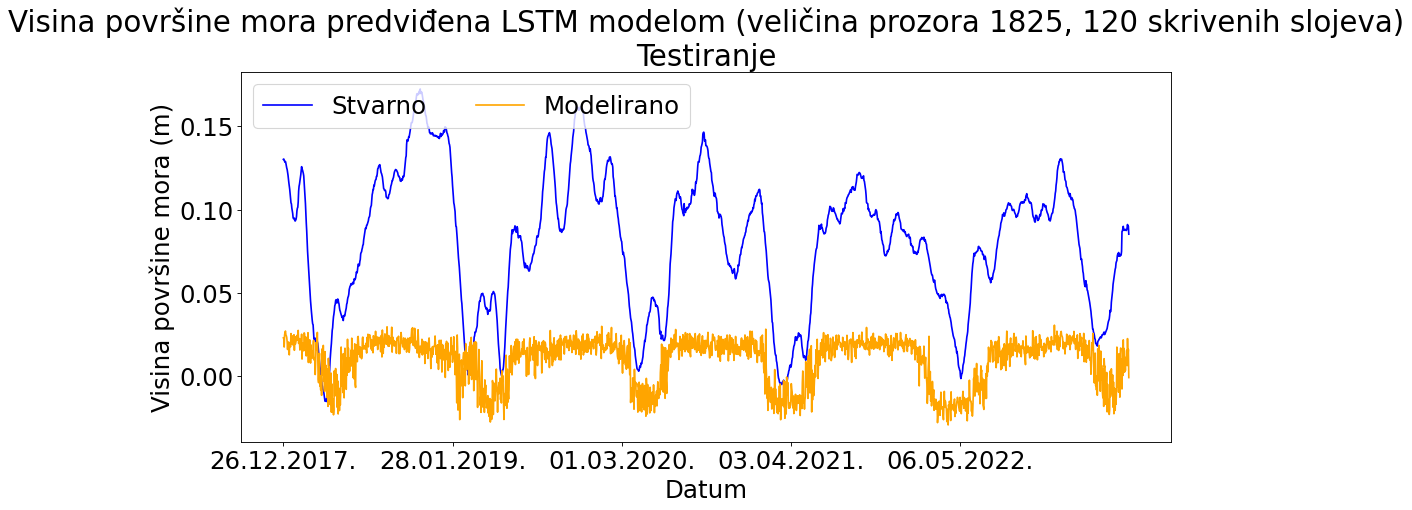 Visina površine mora predviđena LSTM modelom (veličina prozora 1825, 120 skrivenih slojeva)
Testiranje
Stvarno
Modelirano
Visina površine mora (m)
0.15
0.10
0.05
0.00
26.12.2017.
28.01.2019.
01.03.2020.
03.04.2021.
06.05.2022.
Datum